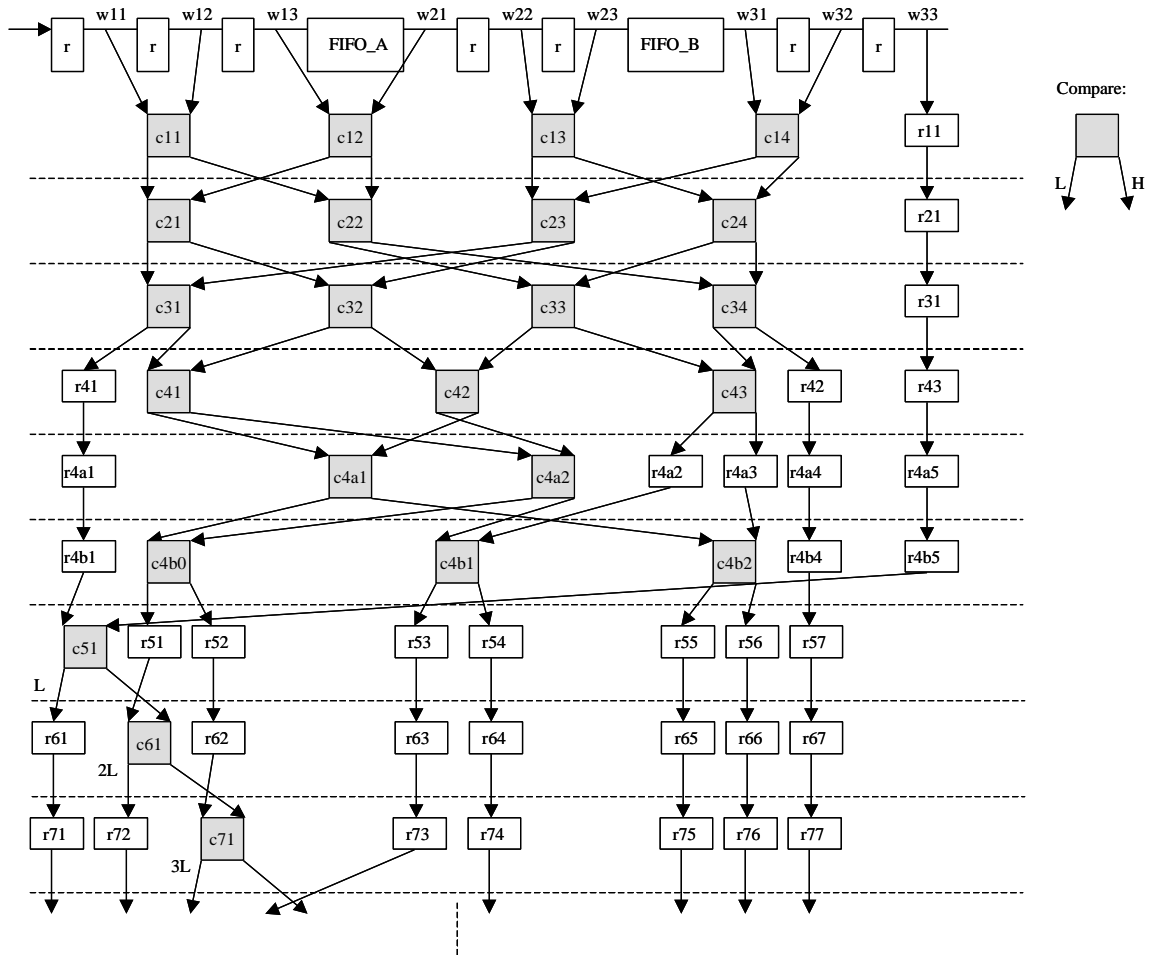 w11 w12 w13 w21 w22 w23 w31 w32 w33
r r r FIFO_A r r FIFO_B r r
Compare:
c11 c12 c13 c14 r11
L H
c21 c22 c23 c24 r21
c31 c32 c33 c34 r31
r41 c41 c42 c43 r42 r43
r4a1 c4a1 c4a2 r4a2 r4a3 r4a4 r4a5
r4b1 c4b0 c4b1 c4b2 r4b4 r4b5
c51 r51 r52 r53 r54 r55 r56 r57
L
r61 c61 r62 r63 r64 r65 r66 r67
2L
r71 r72 c71 r73 r74 r75 r76 r77
3L